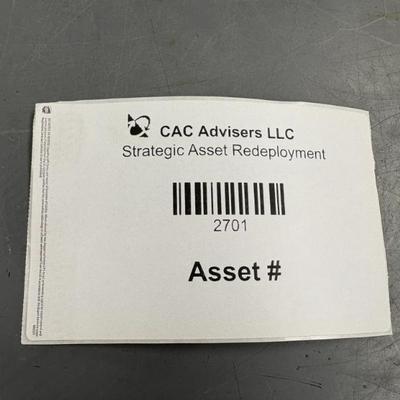 CAC Advisers LLC
Strategic Asset Redeployment
2701
Asset #